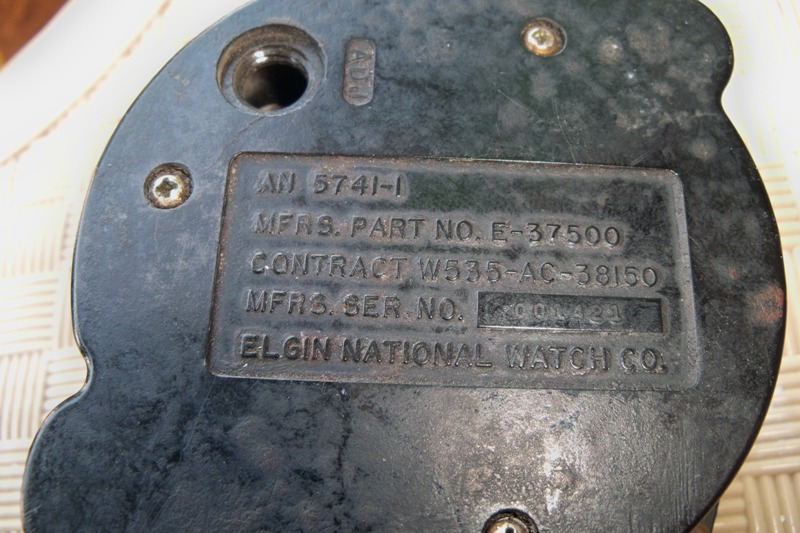 ADJ
AN 5741-1
MFRS. PART NO. E-37500
CONTRACT W535-AC-38150
MFRS. SER. NO.
ELGIN NATIONAL WATCH CO.